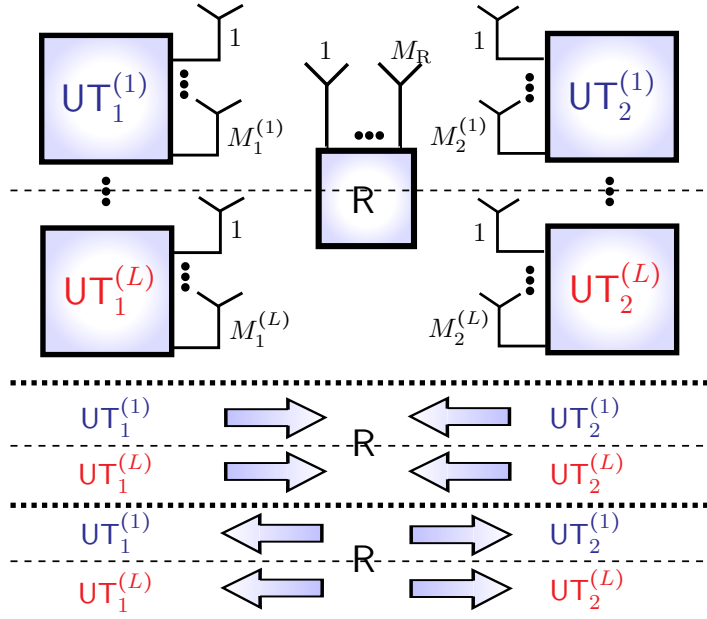 1 1 M_R 1
UT_1^{(1)} UT_2^{(1)}
M_1^{(1)} M_2^{(1)}
R
1 1
UT_1^{(L)} UT_2^{(L)}
M_1^{(L)} M_2^{(L)}
UT_1^{(1)} UT_2^{(1)}
R
UT_1^{(L)} UT_2^{(L)}
UT_1^{(1)} UT_2^{(1)}
R
UT_1^{(L)} UT_2^{(L)}